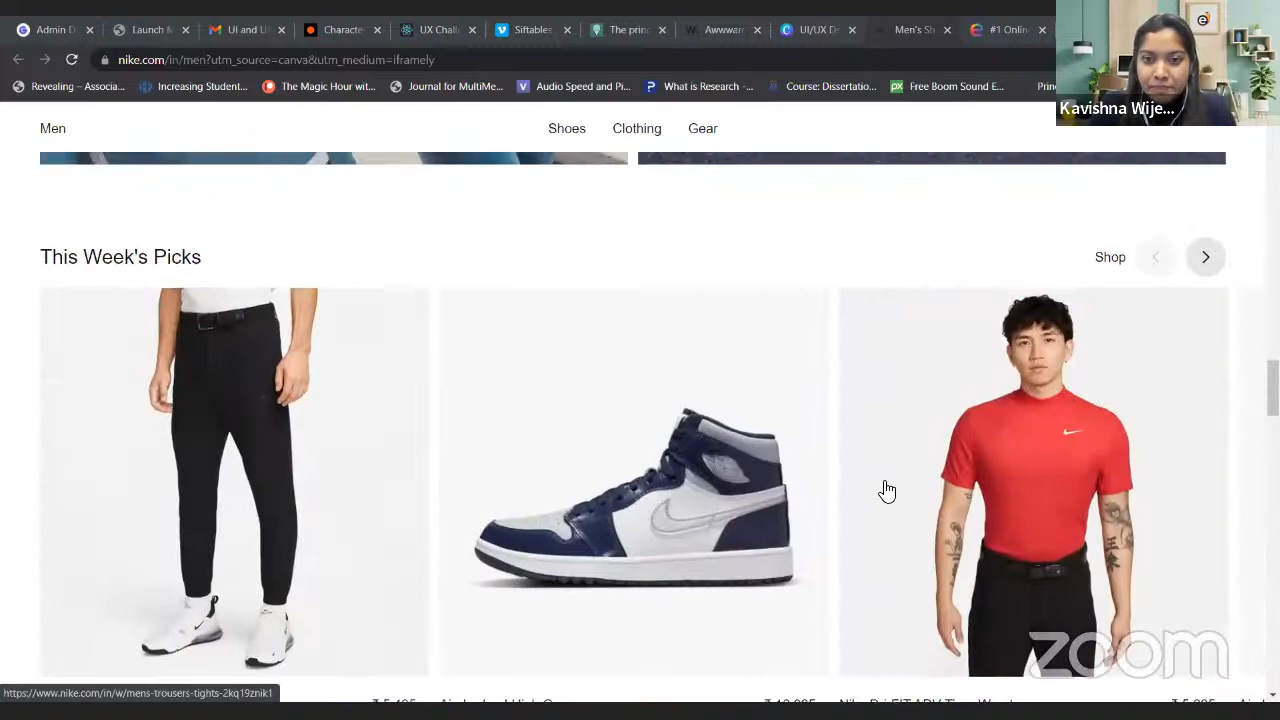 Admin D
Launch M
UI and U
Characte
UX Chall
Siftable
The prin
Awwwar
UI/UX D
Men's Sh
#1 Onlin
nike.com/in/men?utm_source=canva&utm_medium=iframely
Revealing – Associa...
Increasing Student...
The Magic Hour wit...
Journal for MultiMe...
Audio Speed and Pi...
What is Research -...
Course: Dissertatio...
Free Boom Sound E...
Kavishna Wije...
Men
Shoes Clothing Gear
This Week's Picks
Shop
zoom
https://www.nike.com/in/w/mens-trousers-tights-2kq19znik1